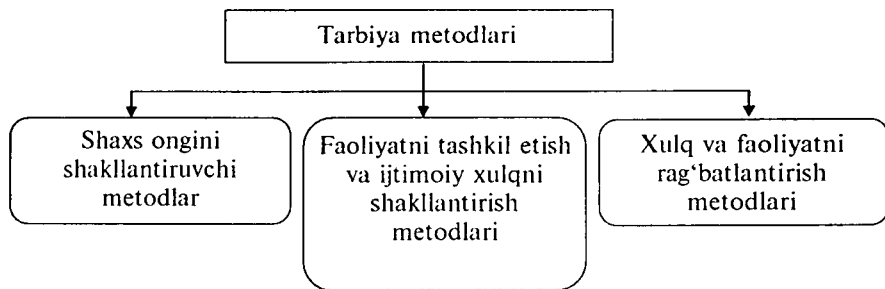 Tarbiya metodlari
Shaxs ongini
shakllantiruvchi
metodlar
Faoliyatni tashkil etish
va ijtimoiy xulqni
shakllantirish
metodlari
Xulq va faoliyatni
rag‘batlantirish
metodlari